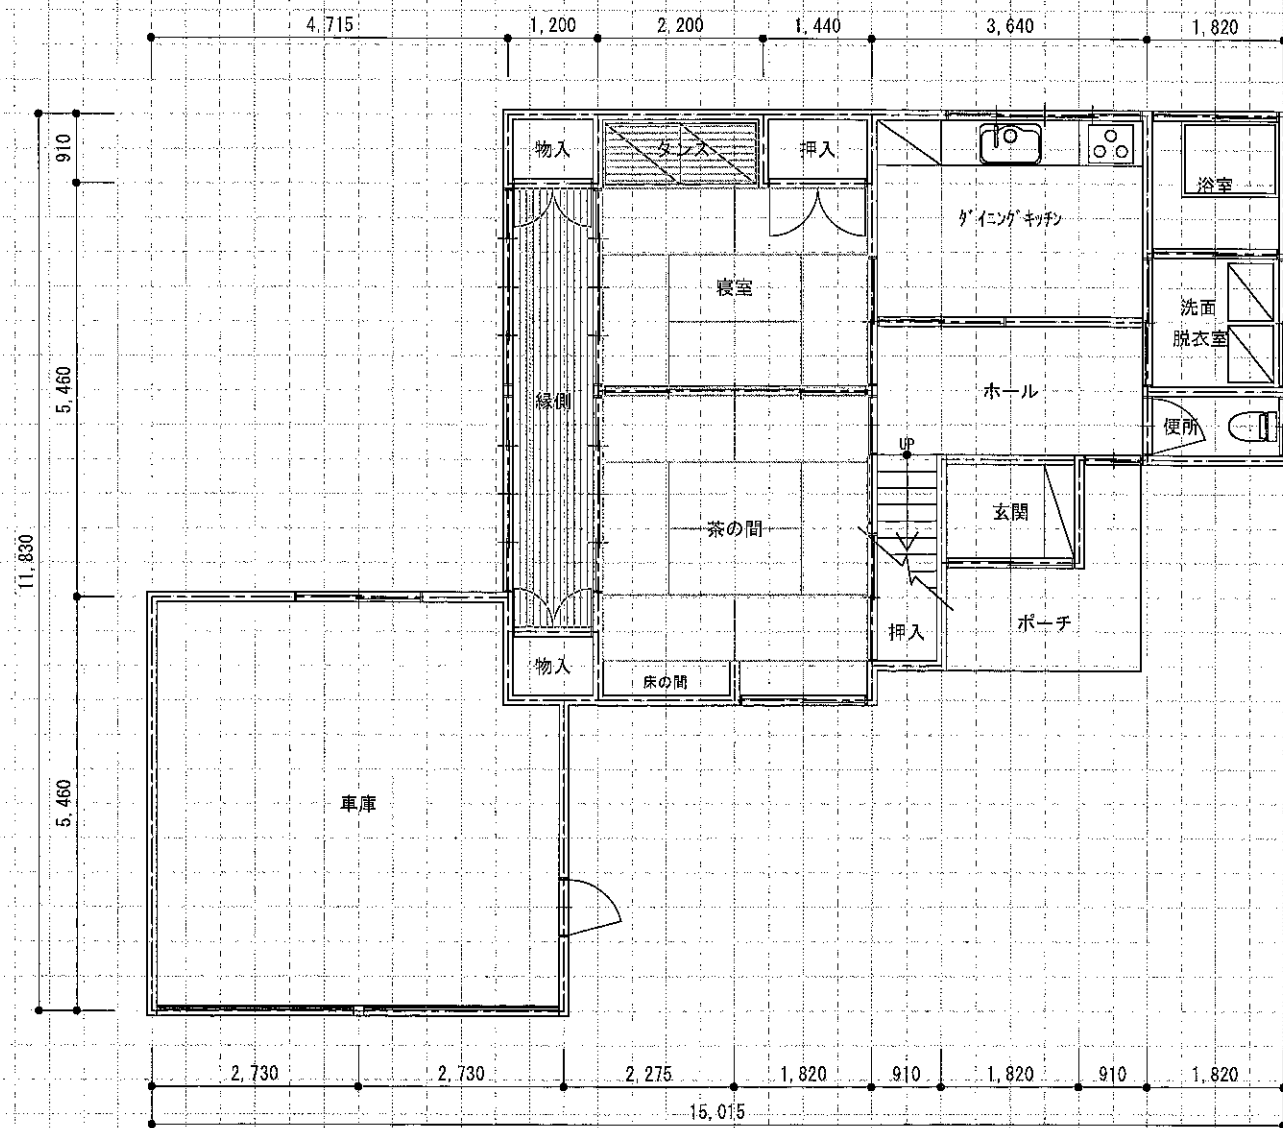 4,715
1,200
2,200
1,440
3,640
1,820
910
5,460
5,460
11,830
物入
タンス
押入
浴室
ダイニングキッチン
寝室
洗面
脱衣室
縁側
ホール
便所
UP
玄関
茶の間
押入
ポーチ
物入
床の間
車庫
2,730
2,730
2,275
1,820
910
1,820
910
1,820
15,015